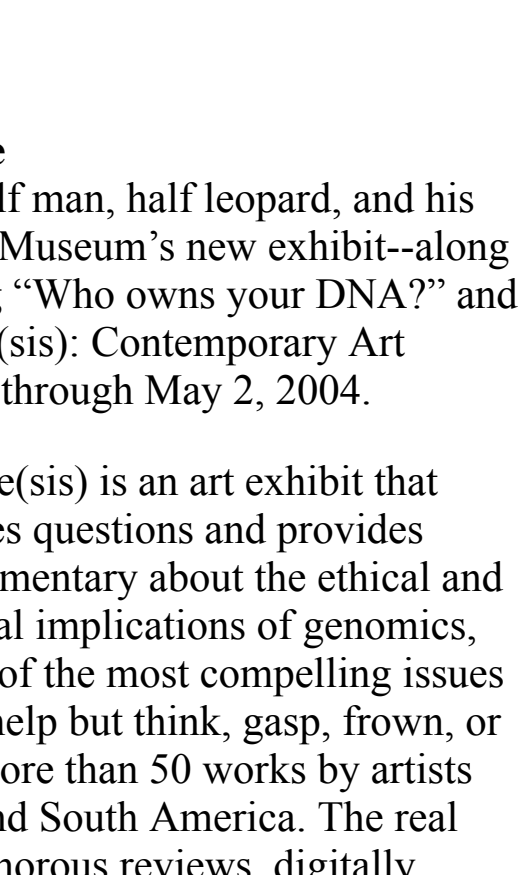 e
lf man, half leopard, and his
Museum’s new exhibit--along
“Who owns your DNA?” and
(sis): Contemporary Art
through May 2, 2004.
e(sis) is an art exhibit that
es questions and provides
mentary about the ethical and
al implications of genomics,
of the most compelling issues
help but think, gasp, frown, or
ore than 50 works by artists
nd South America. The real
morous reviews, digitally